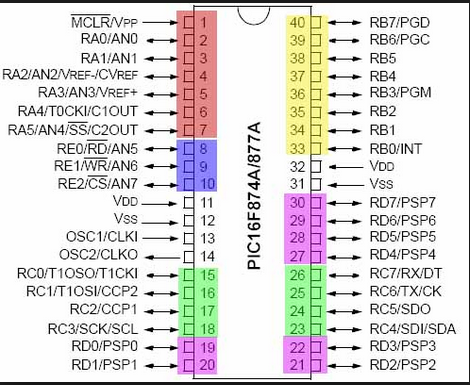 MCLR/VPP 1 40 RB7/PGD
RA0/AN0 2 39 RB6/PGC
RA1/AN1 3 38 RB5
RA2/AN2/VREF-/CVREF 4 37 RB4
RA3/AN3/VREF+ 5 36 RB3/PGM
RA4/T0CKI/C1OUT 6 35 RB2
RA5/AN4/SS/C2OUT 7 34 RB1
RE0/RD/AN5 8 33 RB0/INT
RE1/WR/AN6 9 32 VDD
RE2/CS/AN7 10 31 VSS
VDD 11 30 RD7/PSP7
VSS 12 29 RD6/PSP6
OSC1/CLKI 13 28 RD5/PSP5
OSC2/CLKO 14 27 RD4/PSP4
RC0/T1OSO/T1CKI 15 26 RC7/RX/DT
RC1/T1OSI/CCP2 16 25 RC6/TX/CK
RC2/CCP1 17 24 RC5/SDO
RC3/SCK/SCL 18 23 RC4/SDI/SDA
RD0/PSP0 19 22 RD3/PSP3
RD1/PSP1 20 21 RD2/PSP2
PIC16F874A/877A